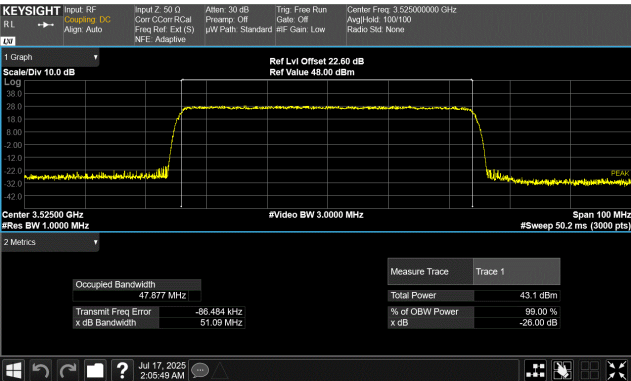 KEYSIGHT Input: RF Input Z: 50 Ω Atten: 30 dB Trig: Free Run Center Freq: 3.525000000 GHz
RL Coupling: DC Corr CCorr RCal Preamp: Off Gate: Off Avg|Hold: 100/100
Align: Auto Freq Ref: Ext (S) µW Path: Standard #IF Gain: Low Radio Std: None
LXI NFE: Adaptive
1 Graph
Ref Lvl Offset 22.60 dB
Scale/Div 10.0 dB Ref Value 48.00 dBm
Log
38.0
28.0
18.0
8.00
-2.00
-12.0
-22.0
PEAK
-32.0
-42.0
Center 3.52500 GHz #Video BW 3.0000 MHz Span 100 MHz
#Res BW 1.0000 MHz #Sweep 50.2 ms (3000 pts)
2 Metrics
Measure Trace Trace 1
Occupied Bandwidth
47.877 MHz Total Power 43.1 dBm
Transmit Freq Error -86.484 kHz % of OBW Power 99.00 %
x dB Bandwidth 51.09 MHz x dB -26.00 dB
? Jul 17, 2025
2:05:49 AM